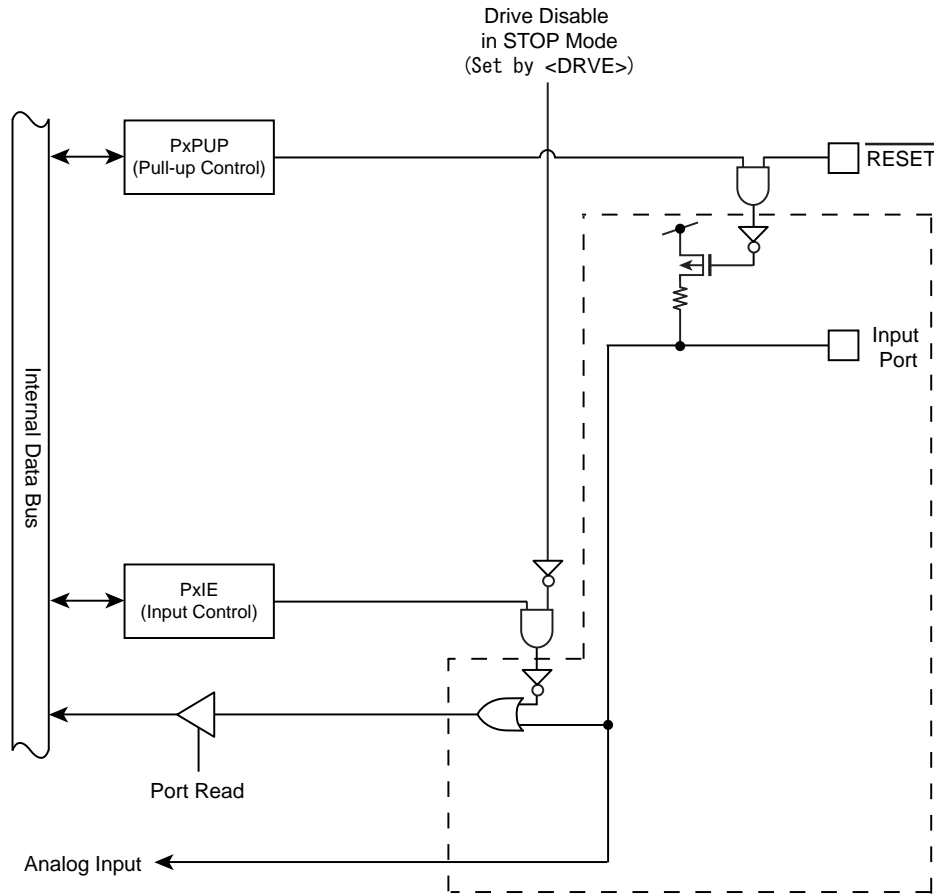 Drive Disable
in STOP Mode
(Set by <DRVE>)
PxPUP
(Pull-up Control)
RESET
Input
Port
Internal Data Bus
PxIE
(Input Control)
Port Read
Analog Input